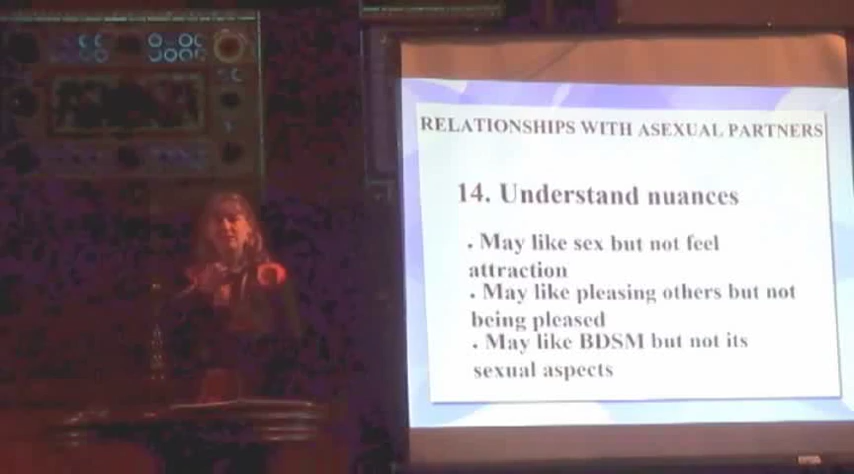 RELATIONSHIPS WITH ASEXUAL PARTNERS
14. Understand nuances
. May like sex but not feel
attraction
. May like pleasing others but not
being pleased
. May like BDSM but not its
sexual aspects